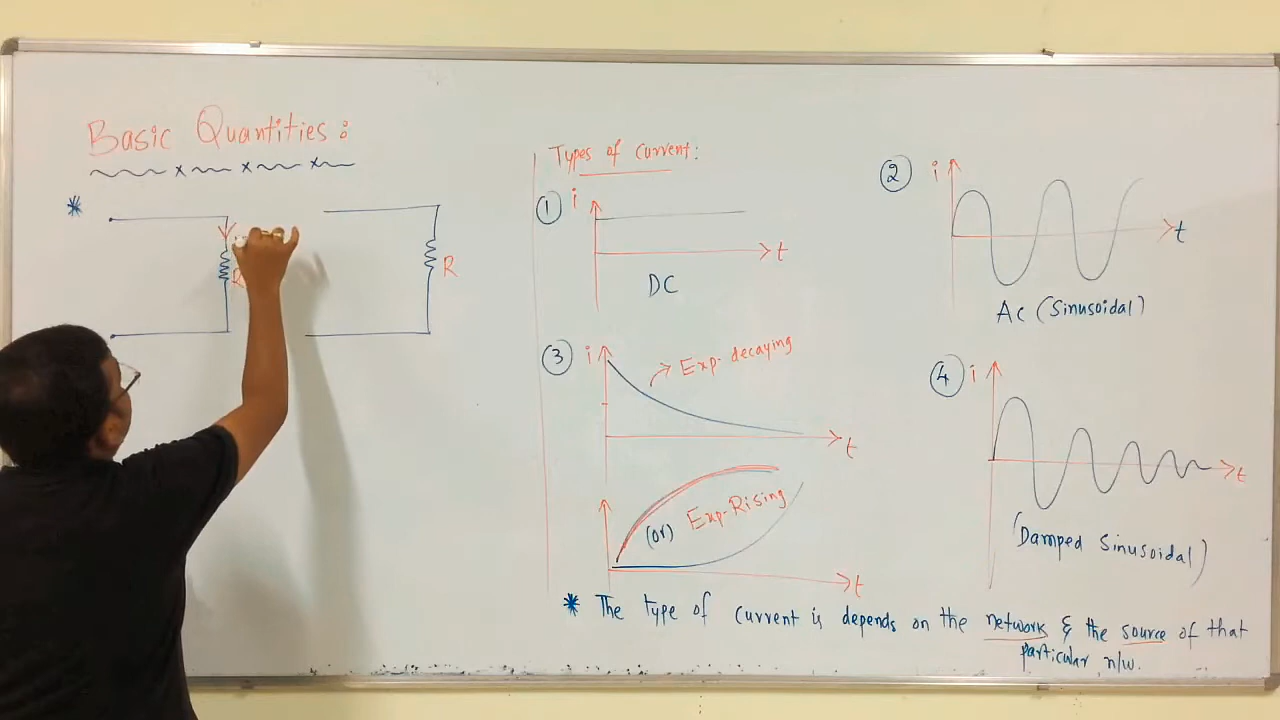 Basic Quantities:
*
R
R
Types of current:
① i
t
DC
② i
t
AC (Sinusoidal)
③ i
Exp-decaying
t
(or) Exp-Rising
t
④ i
t
(Damped Sinusoidal)
* The type of current is depends on the network & the source of that
particular n/w.